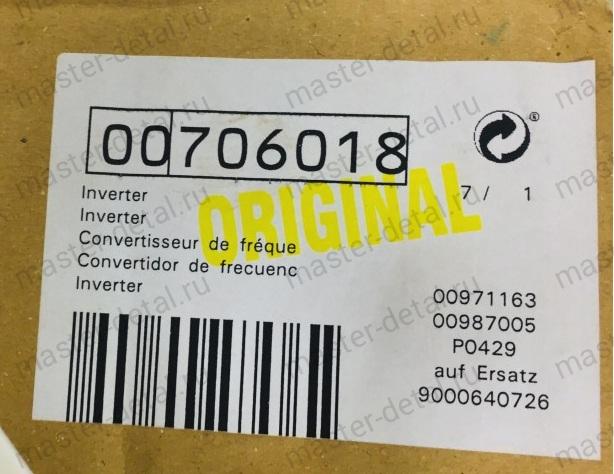 00706018
®
7 / 1
ORIGINAL
Inverter
Inverter
Convertisseur de fréque
Convertidor de frecuenc
Inverter
00971163
00987005
P0429
auf Ersatz
9000640726
master-detal.ru